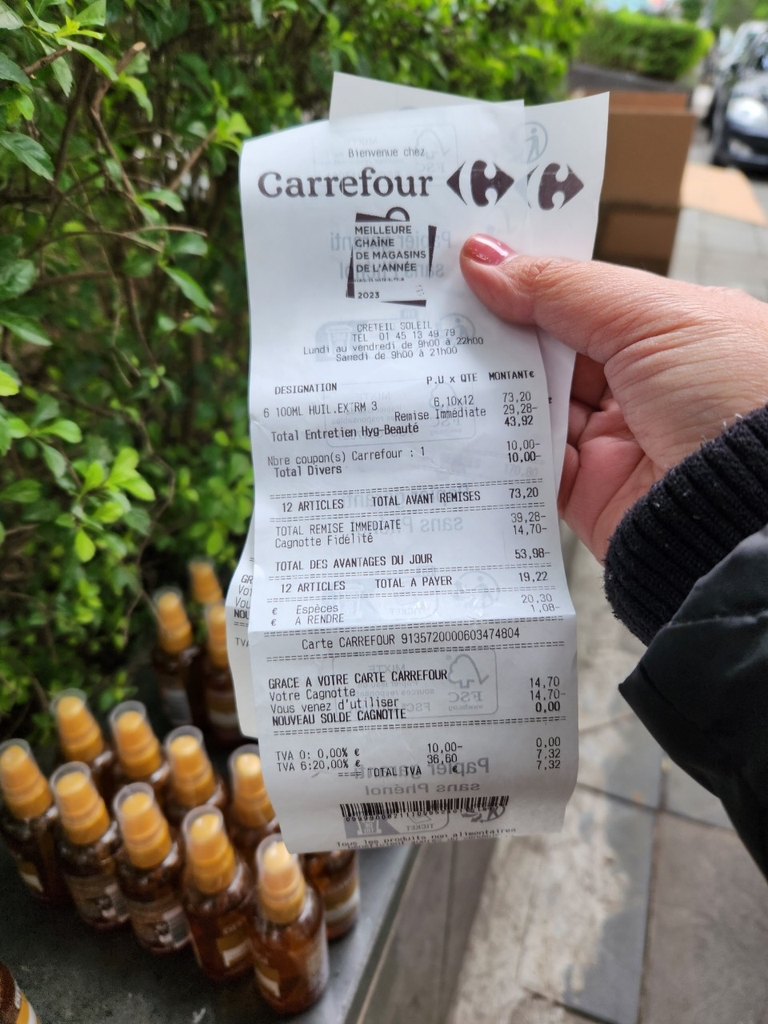 Bienvenue chez
Carrefour
MEILLEURE
CHAÎNE
DE MAGASINS
DE L'ANNÉE
2023
CRETEIL SOLEIL
TEL 01 45 13 49 79
Lundi au vendredi de 9h00 à 22h00
Samedi de 9h00 à 21h00
DESIGNATION P.U x QTE MONTANT€
6 100ML HUIL.EXTRM 3 6,10x12 73,20
Remise Immédiate 29,28-
Total Entretien Hyg-Beauté 43,92
Nbre coupon(s) Carrefour : 1 10,00-
Total Divers 10,00-
12 ARTICLES TOTAL AVANT REMISES 73,20
TOTAL REMISE IMMEDIATE 39,28-
Cagnotte Fidélité 14,70-
TOTAL DES AVANTAGES DU JOUR 53,98-
12 ARTICLES TOTAL A PAYER 19,22
€ Espèces 20,30
€ A RENDRE 1,08-
Carte CARREFOUR 9135720000603474804
GRACE A VOTRE CARTE CARREFOUR
Votre Cagnotte 14,70
Vous venez d'utiliser 14,70-
NOUVEAU SOLDE CAGNOTTE 0,00
TVA 0: 0,00% € 10,00- 0,00
TVA 6:20,00% € 36,60 7,32
TOTAL TVA € 7,32
Tous les produits non alimentaires